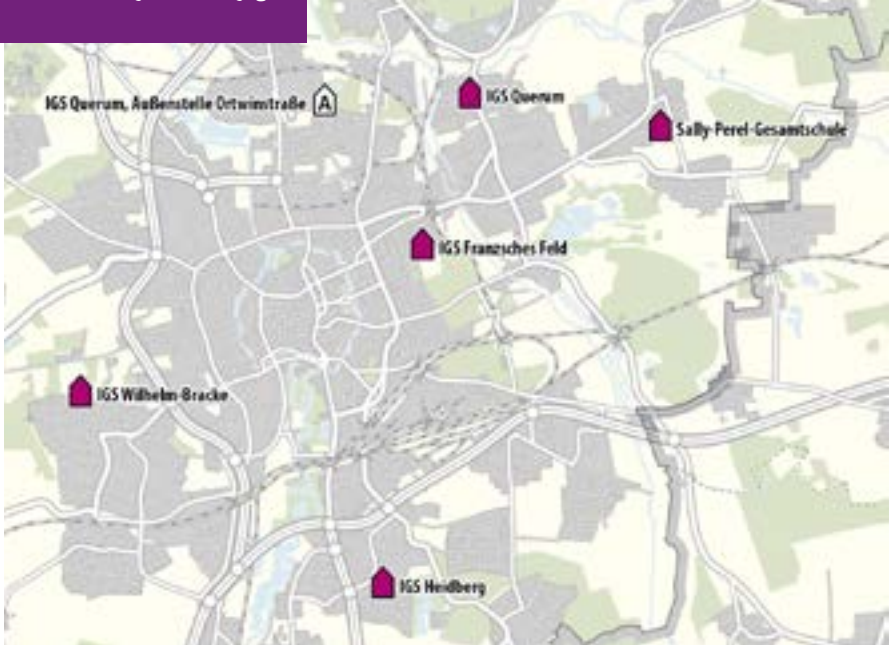 IGS Querum, Außenstelle Ortwinstraße A
IGS Querum
Sally-Perel-Gesamtschule
IGS Franzsches Feld
IGS Wilhelm-Bracke
IGS Heidberg